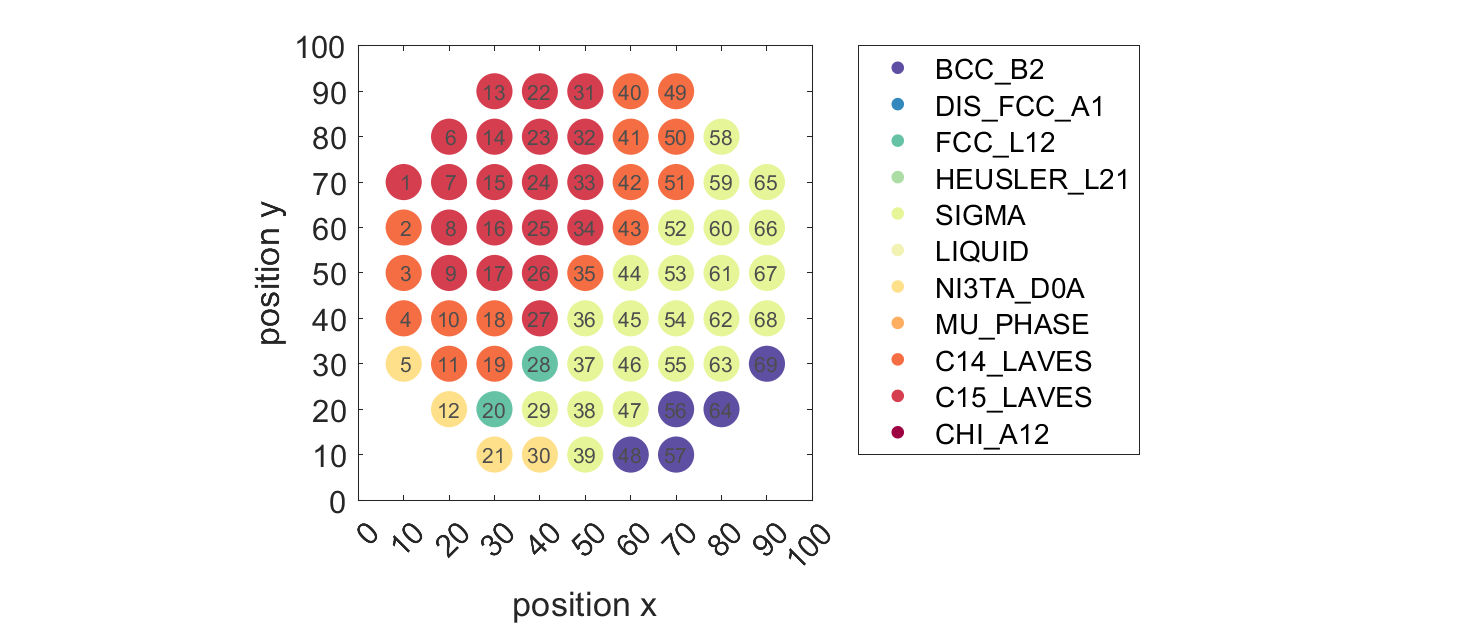 100
90 13 22 31 40 49
80 6 14 23 32 41 50 58
70 1 7 15 24 33 42 51 59 65
60 2 8 16 25 34 43 52 60 66
50 3 9 17 26 35 44 53 61 67
40 4 10 18 27 36 45 54 62 68
30 5 11 19 28 37 46 55 63 69
20 12 20 29 38 47 56 64
10 21 30 39 48 57
0
position y
0 10 20 30 40 50 60 70 80 90 100
position x
BCC_B2
DIS_FCC_A1
FCC_L12
HEUSLER_L21
SIGMA
LIQUID
NI3TA_D0A
MU_PHASE
C14_LAVES
C15_LAVES
CHI_A12